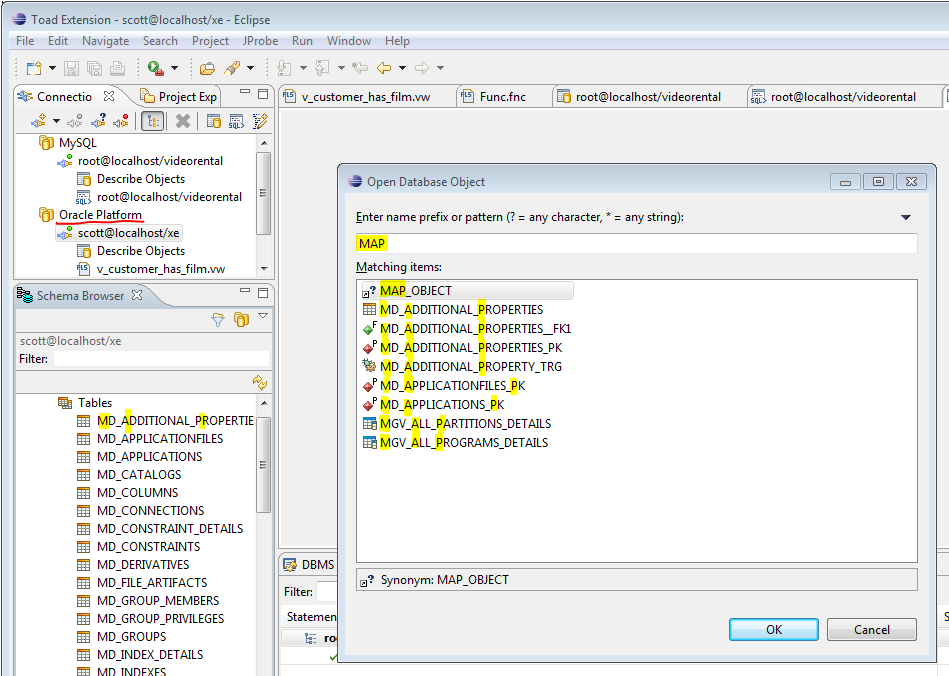 Toad Extension - scott@localhost/xe - Eclipse
File Edit Navigate Search Project JProbe Run Window Help
Connectio Project Exp
v_customer_has_film.vw Func.fnc root@localhost/videorental root@localhost/videorental
MySQL
root@localhost/videorental
Describe Objects
root@localhost/videorental
Oracle Platform
scott@localhost/xe
Describe Objects
v_customer_has_film.vw
Schema Browser
scott@localhost/xe
Filter:
Tables
MD_ADDITIONAL_PROPERTIE
MD_APPLICATIONFILES
MD_APPLICATIONS
MD_CATALOGS
MD_COLUMNS
MD_CONNECTIONS
MD_CONSTRAINT_DETAILS
MD_CONSTRAINTS
MD_DERIVATIVES
MD_FILE_ARTIFACTS
MD_GROUP_MEMBERS
MD_GROUP_PRIVILEGES
MD_GROUPS
MD_INDEX_DETAILS
MD_INDEXES
Open Database Object
Enter name prefix or pattern (? = any character, * = any string):
MAP
Matching items:
MAP_OBJECT
MD_ADDITIONAL_PROPERTIES
MD_ADDITIONAL_PROPERTIES__FK1
MD_ADDITIONAL_PROPERTIES_PK
MD_ADDITIONAL_PROPERTY_TRG
MD_APPLICATIONFILES_PK
MD_APPLICATIONS_PK
MGV_ALL_PARTITIONS_DETAILS
MGV_ALL_PROGRAMS_DETAILS
Synonym: MAP_OBJECT
OK Cancel
DBMS
Filter:
Statemen
roo